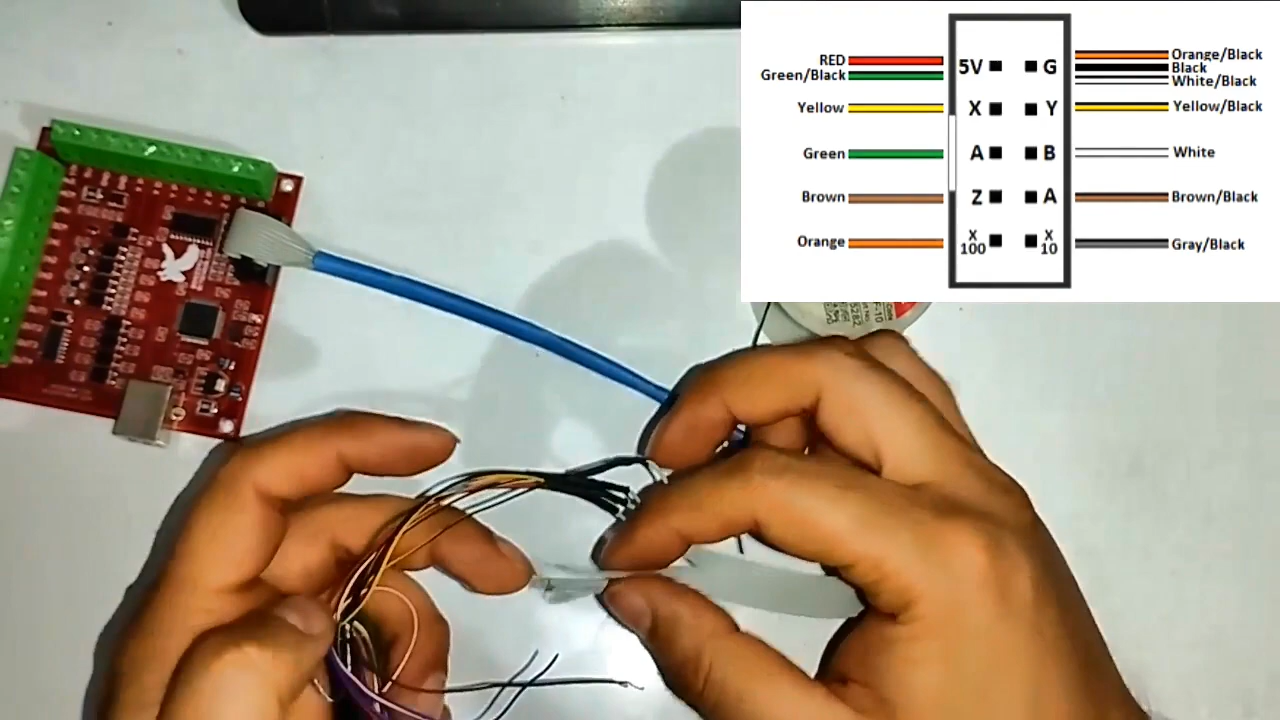 RED
Green/Black
Yellow
Green
Brown
Orange
5V G
X Y
A B
Z A
X
100
X
10
Orange/Black
Black
White/Black
Yellow/Black
White
Brown/Black
Gray/Black